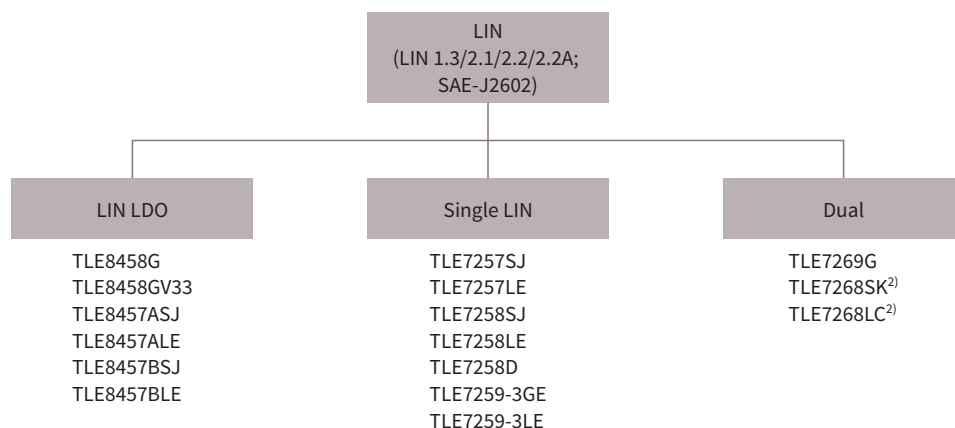 LIN
(LIN 1.3/2.1/2.2/2.2A;
SAE-J2602)
LIN LDO
TLE8458G
TLE8458GV33
TLE8457ASJ
TLE8457ALE
TLE8457BSJ
TLE8457BLE
Single LIN
TLE7257SJ
TLE7257LE
TLE7258SJ
TLE7258LE
TLE7258D
TLE7259-3GE
TLE7259-3LE
Dual
TLE7269G
TLE7268SK²⁾
TLE7268LC²⁾